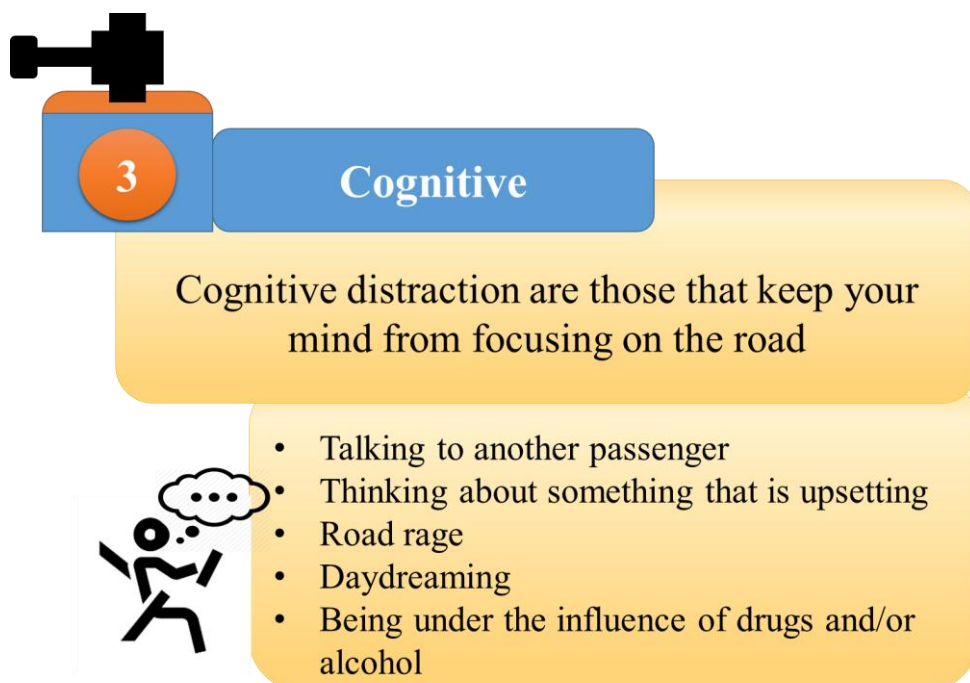 3
Cognitive
Cognitive distraction are those that keep your
mind from focusing on the road
• Talking to another passenger
• Thinking about something that is upsetting
• Road rage
• Daydreaming
• Being under the influence of drugs and/or
alcohol